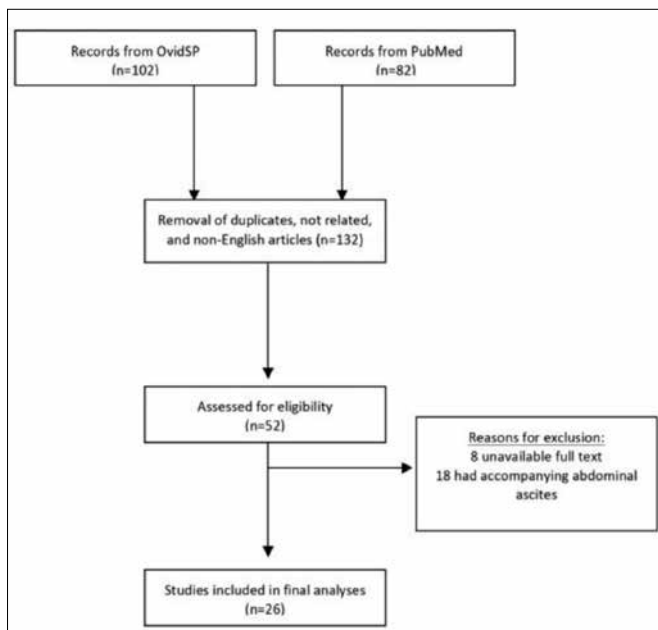 Records from OvidSP
(n=102)
Records from PubMed
(n=82)
Removal of duplicates, not related,
and non-English articles (n=132)
Assessed for eligibility
(n=52)
Reasons for exclusion:
8 unavailable full text
18 had accompanying abdominal
ascites
Studies included in final analyses
(n=26)